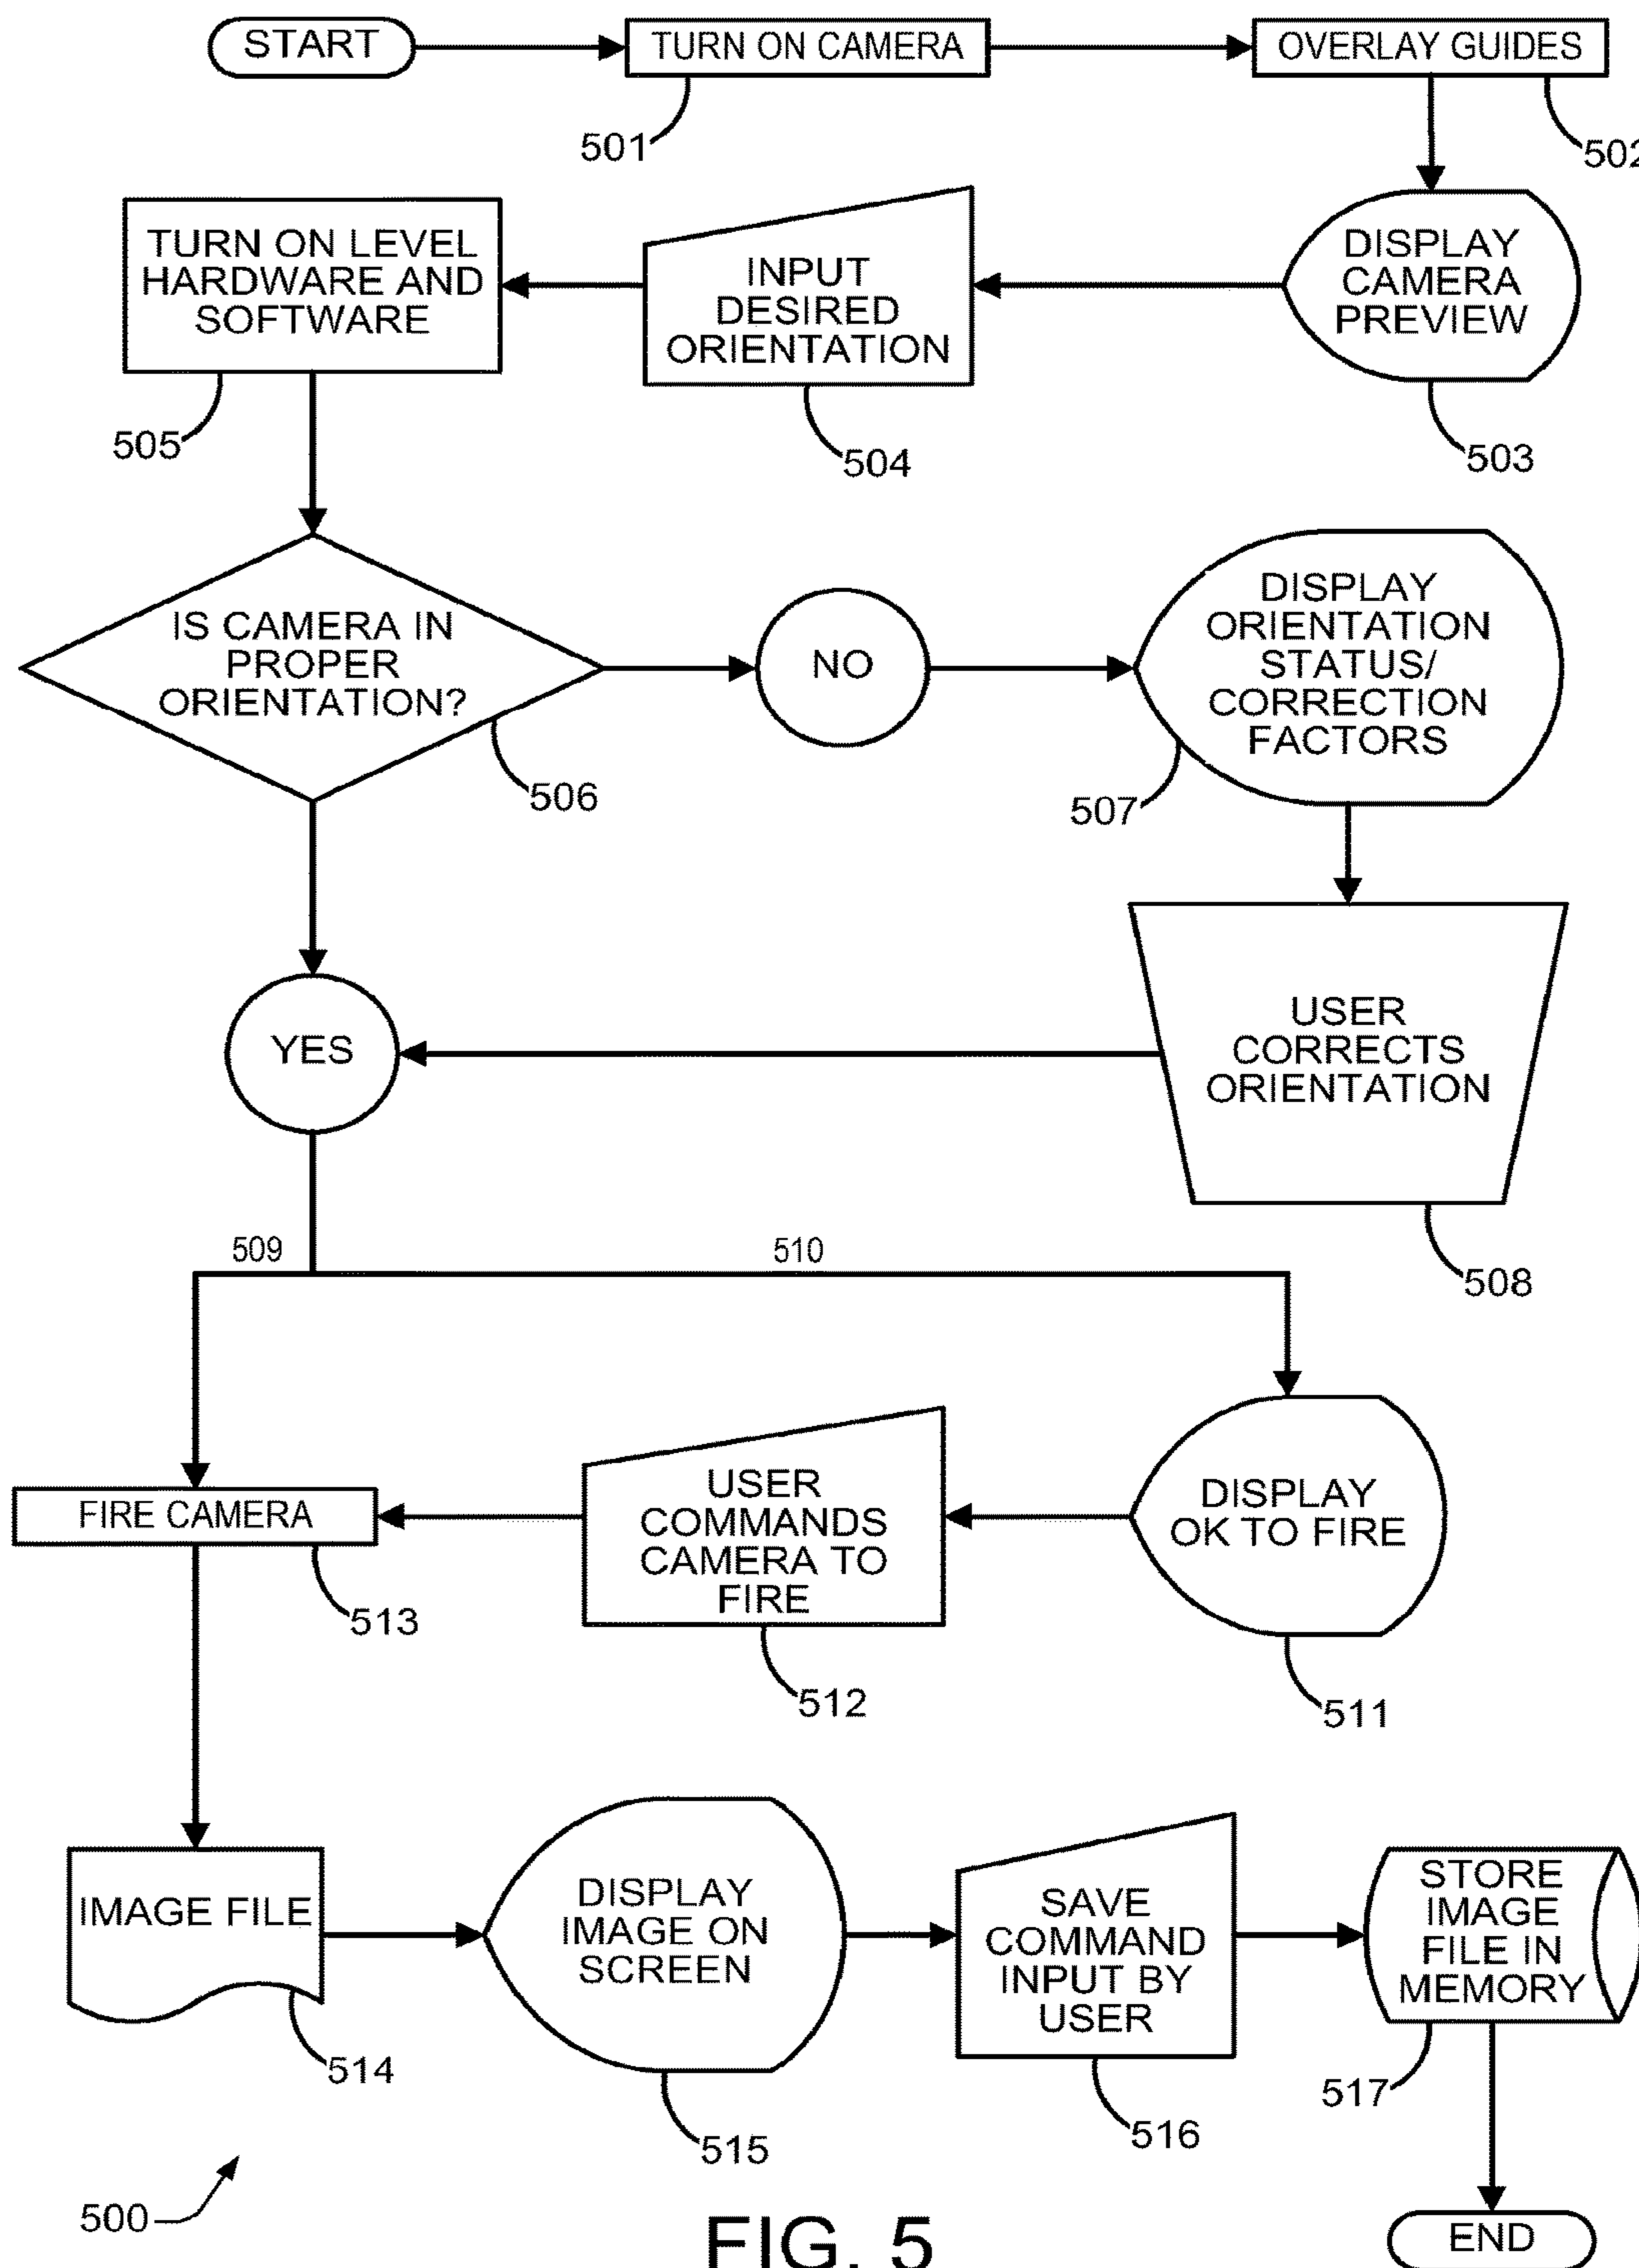 START
TURN ON CAMERA
OVERLAY GUIDES
501
502
TURN ON LEVEL
HARDWARE AND
SOFTWARE
INPUT
DESIRED
ORIENTATION
DISPLAY
CAMERA
PREVIEW
505
504
503
IS CAMERA IN
PROPER
ORIENTATION?
NO
DISPLAY
ORIENTATION
STATUS/
CORRECTION
FACTORS
506
507
YES
USER
CORRECTS
ORIENTATION
509
510
508
FIRE CAMERA
USER
COMMANDS
CAMERA TO
FIRE
DISPLAY
OK TO FIRE
513
512
511
IMAGE FILE
DISPLAY
IMAGE ON
SCREEN
SAVE
COMMAND
INPUT BY
USER
STORE
IMAGE
FILE IN
MEMORY
514
515
516
517
500
FIG. 5
END